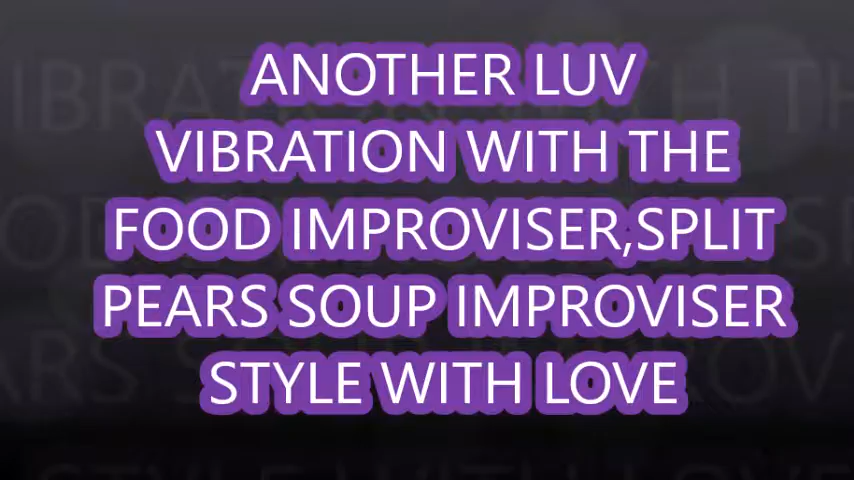 ANOTHER LUV
VIBRATION WITH THE
FOOD IMPROVISER,SPLIT
PEARS SOUP IMPROVISER
STYLE WITH LOVE